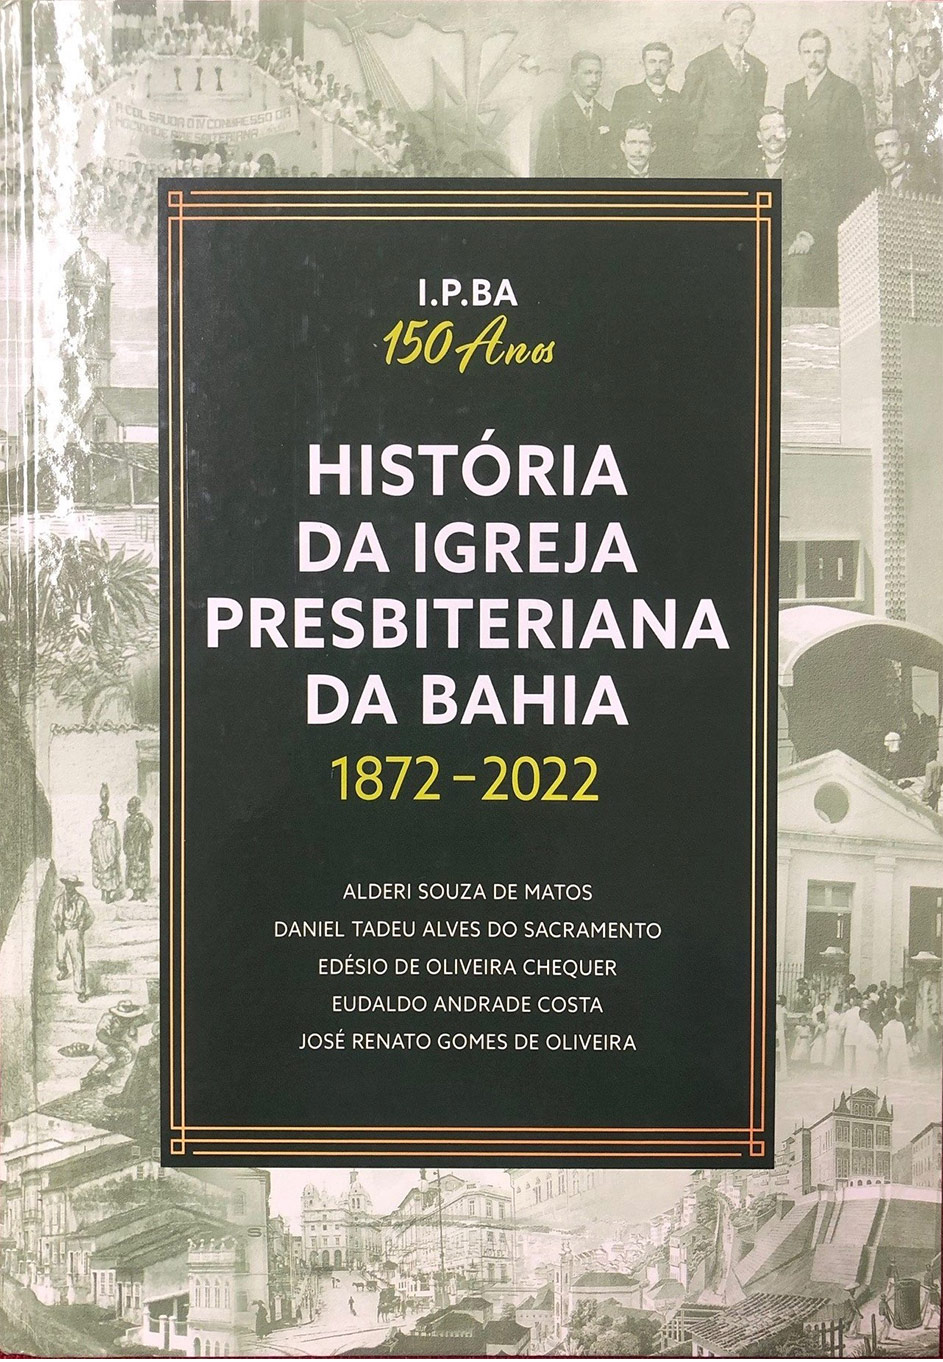 I.P.BA
150 Anos
HISTÓRIA
DA IGREJA
PRESBITERIANA
DA BAHIA
1872 - 2022
ALDERI SOUZA DE MATOS
DANIEL TADEU ALVES DO SACRAMENTO
EDÉSIO DE OLIVEIRA CHEQUER
EUDALDO ANDRADE COSTA
JOSÉ RENATO GOMES DE OLIVEIRA